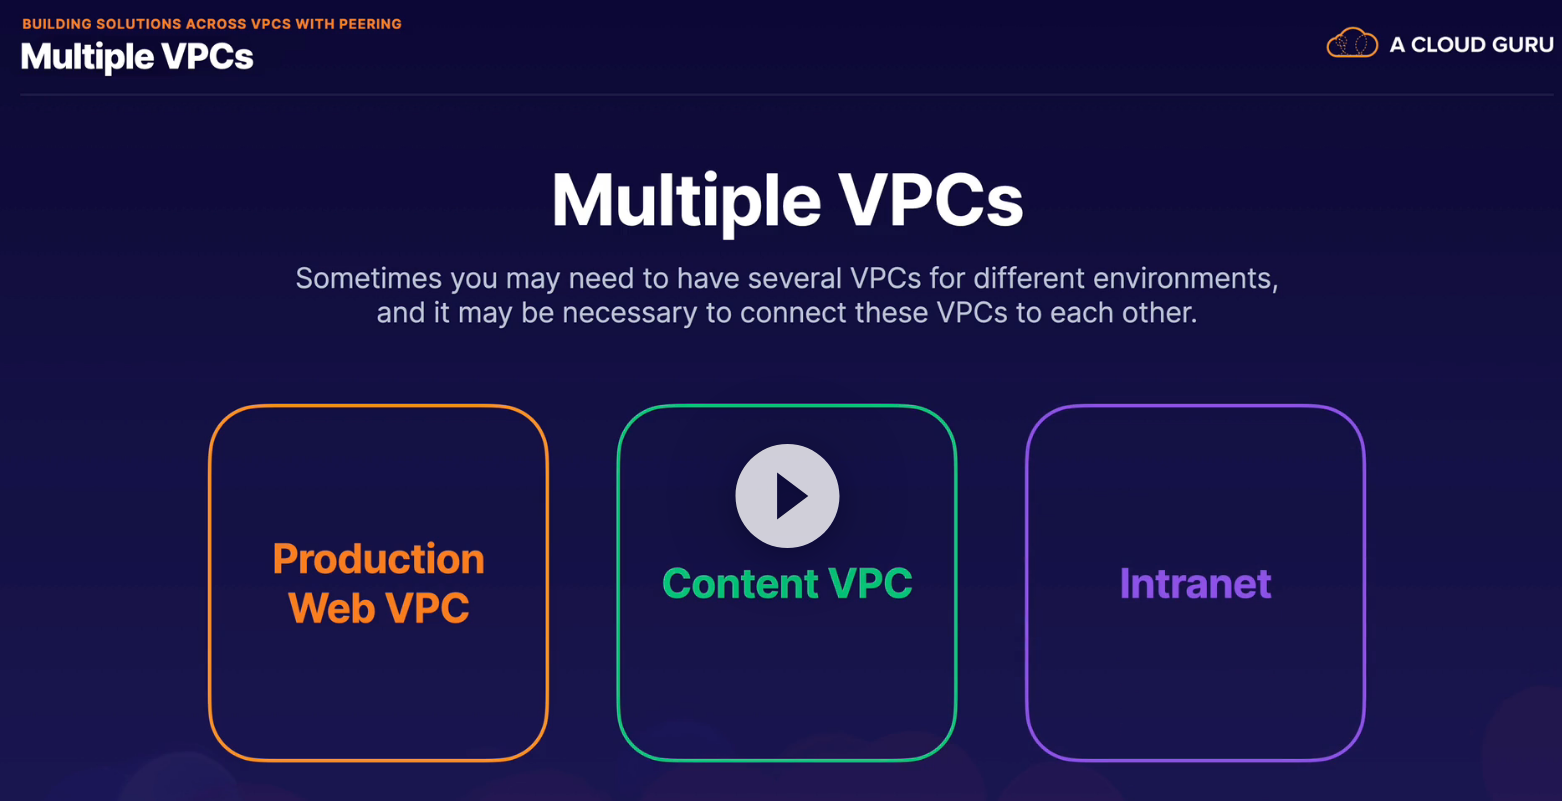 BUILDING SOLUTIONS ACROSS VPCS WITH PEERING
Multiple VPCs
A CLOUD GURU
Multiple VPCs
Sometimes you may need to have several VPCs for different environments,
and it may be necessary to connect these VPCs to each other.
Production
Web VPC
Content VPC
Intranet